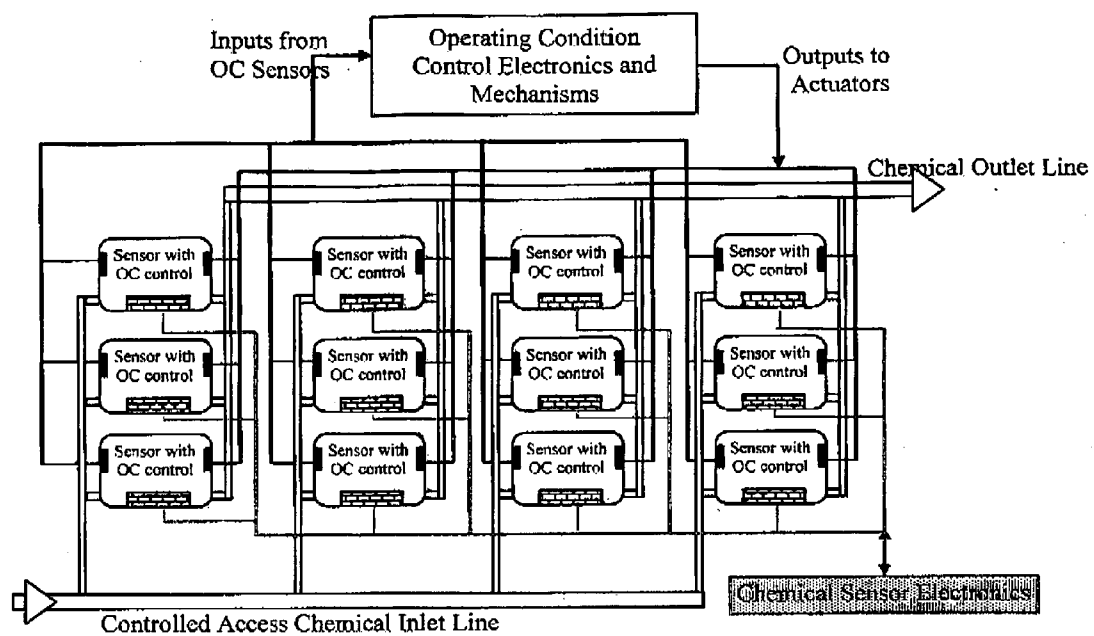 Inputs from
OC Sensors
Operating Condition
Control Electronics and
Mechanisms
Outputs to
Actuators
Chemical Outlet Line
Sensor with
OC control
Sensor with
OC control
Sensor with
OC control
Sensor with
OC control
Sensor with
OC control
Sensor with
OC control
Sensor with
OC control
Sensor with
OC control
Sensor with
OC control
Sensor with
OC control
Sensor with
OC control
Sensor with
OC control
Chemical Sensor Electronics
Controlled Access Chemical Inlet Line